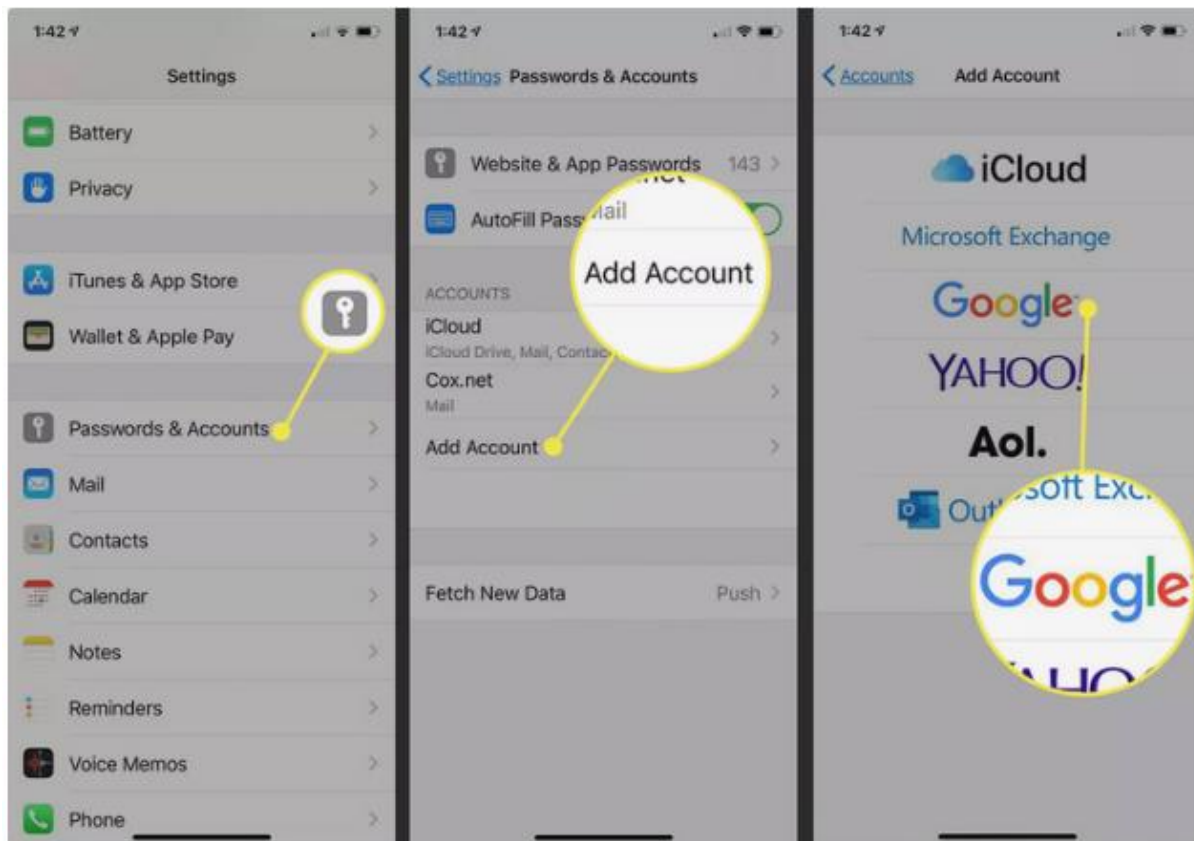 1:42
Settings
Battery
Privacy
iTunes & App Store
Wallet & Apple Pay
Passwords & Accounts
Mail
Contacts
Calendar
Notes
Reminders
Voice Memos
Phone
1:42
Settings Passwords & Accounts
Website & App Passwords 143
AutoFill
Mail
Add Account
ACCOUNTS
iCloud
iCloud Drive, Mail,
Cox.net
Mail
Add Account
Fetch New Data Push
1:42
Accounts Add Account
iCloud
Microsoft Exchange
Google
YAHOO!
Aol.
Google